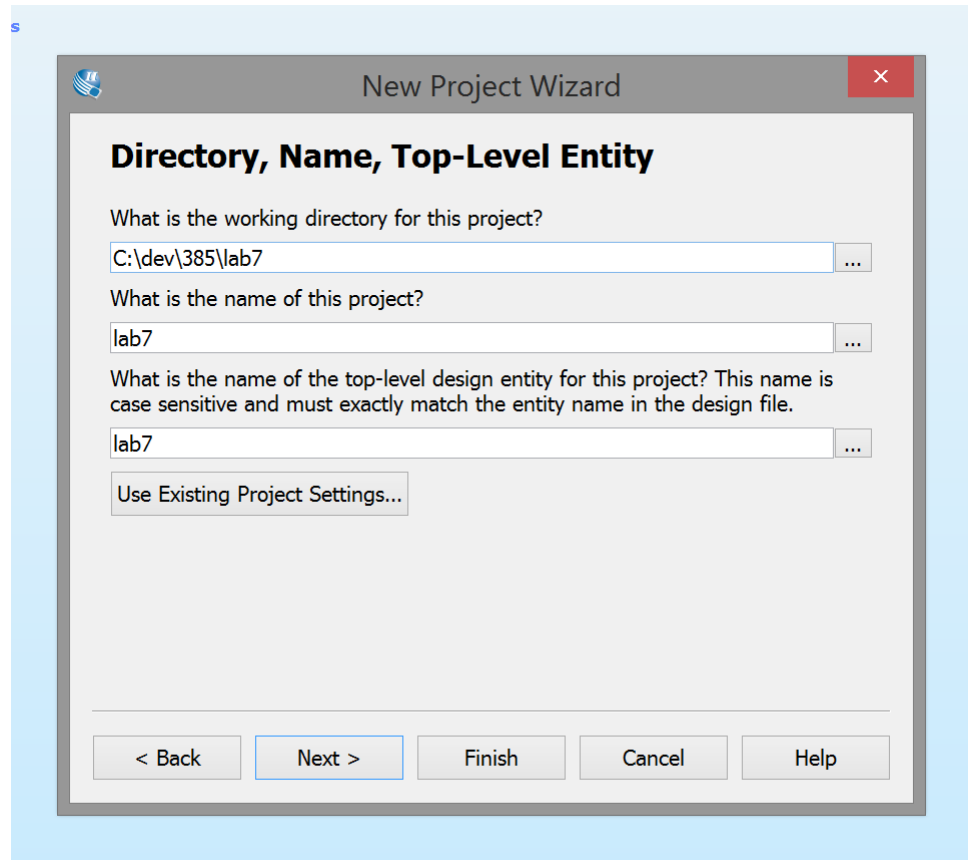 s
New Project Wizard
Directory, Name, Top-Level Entity
What is the working directory for this project?
C:\dev\385\lab7
...
What is the name of this project?
lab7
...
What is the name of the top-level design entity for this project? This name is
case sensitive and must exactly match the entity name in the design file.
lab7
...
Use Existing Project Settings...
< Back Next > Finish Cancel Help